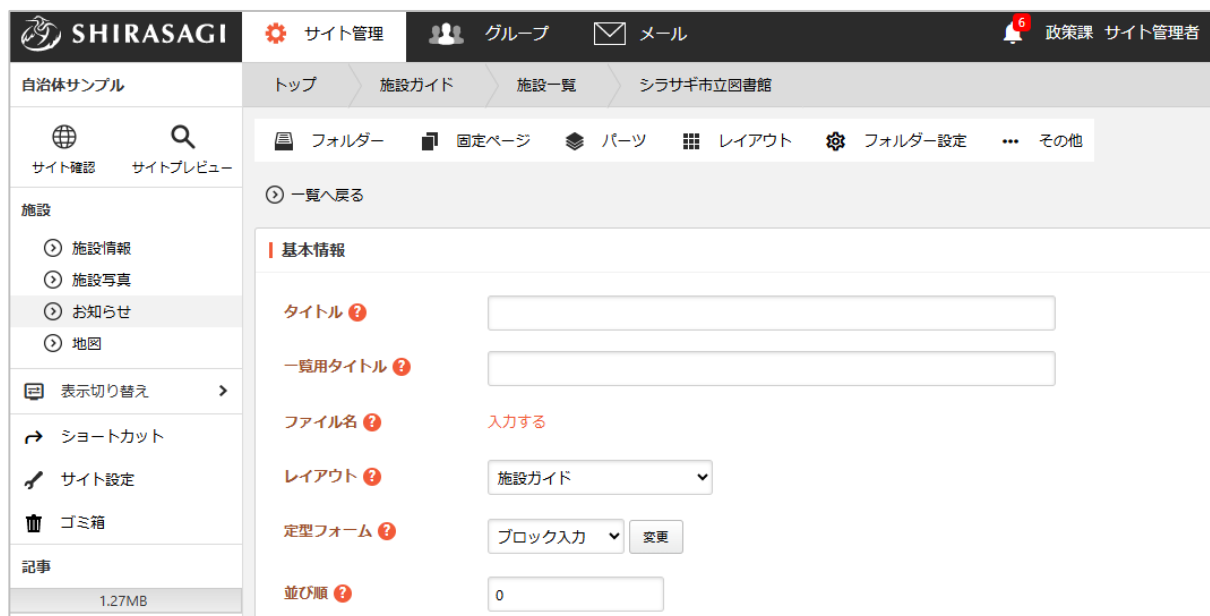 SHIRASAGI
サイト管理
グループ
メール
6
政策課 サイト管理者
自治体サンプル
トップ
施設ガイド
施設一覧
シラサギ市立図書館
サイト確認
サイトプレビュー
フォルダー
固定ページ
パーツ
レイアウト
フォルダー設定
その他
一覧へ戻る
施設
施設情報
施設写真
お知らせ
地図
表示切り替え
ショートカット
サイト設定
ゴミ箱
記事
1.27MB
基本情報
タイトル ?
一覧用タイトル ?
ファイル名 ? 入力する
レイアウト ? 施設ガイド
定型フォーム ? ブロック入力 変更
並び順 ? 0